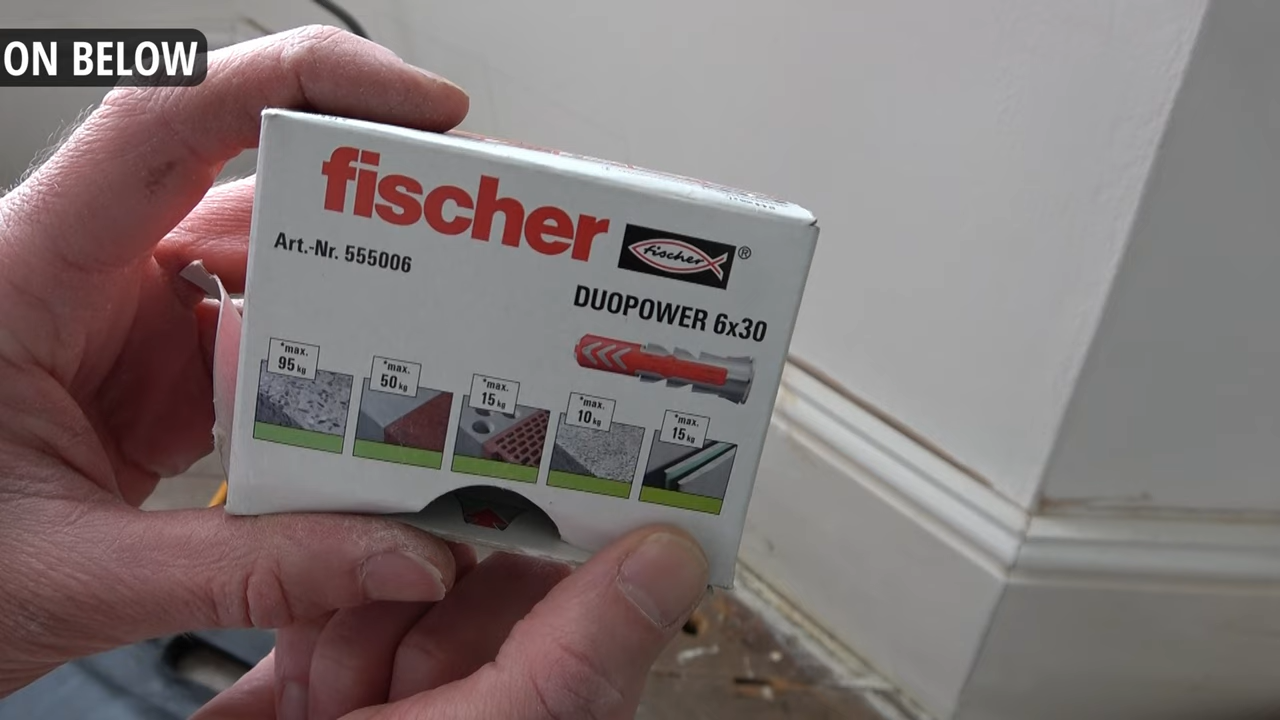 ON BELOW
fischer
fischer
®
Art.-Nr. 555006
DUOPOWER 6x30
*max.
95 kg
*max.
50 kg
*max.
15 kg
*max.
10 kg
*max.
15 kg